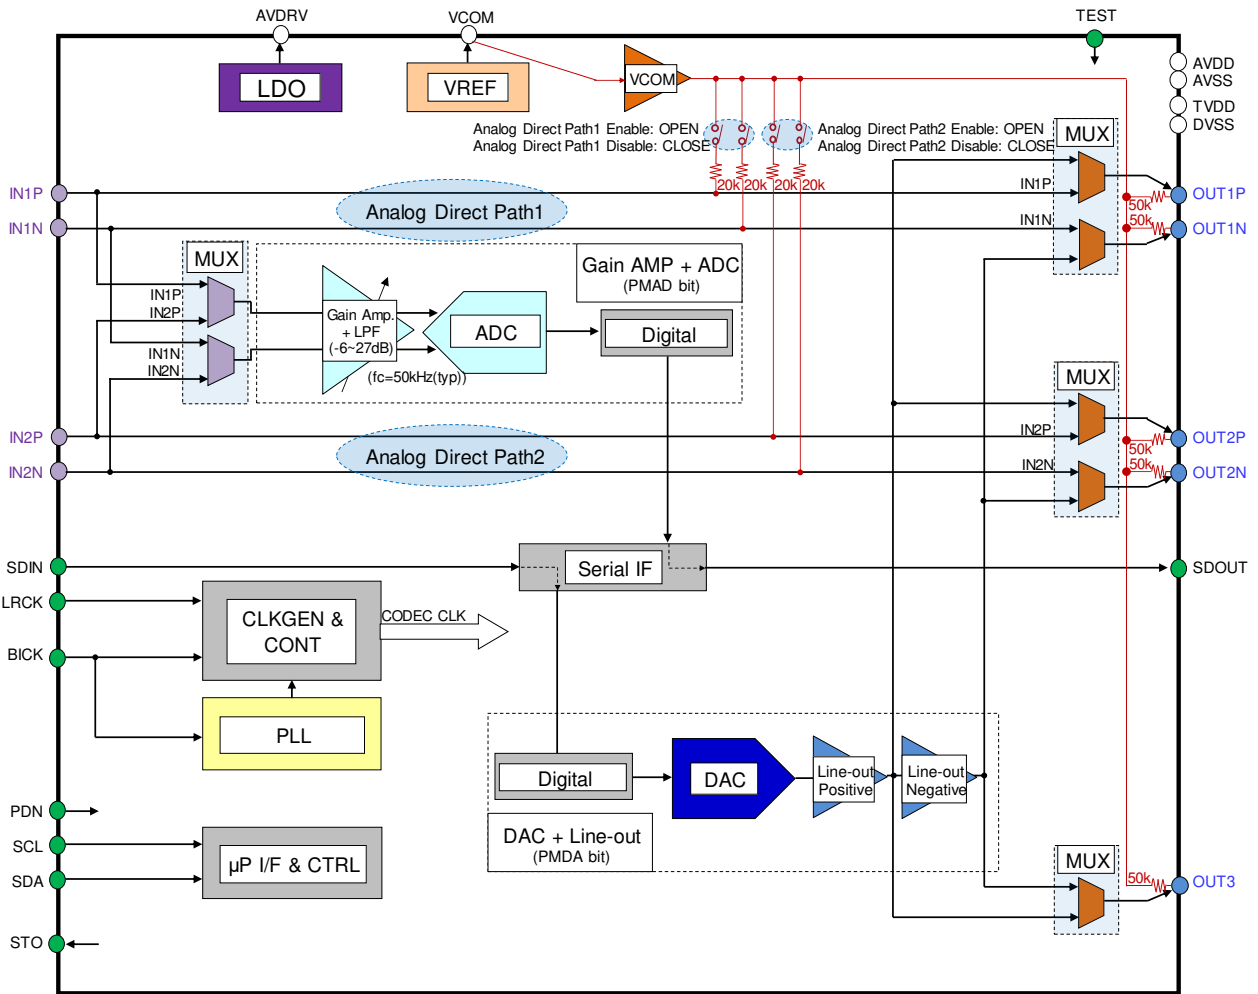 AVDRV
VCOM
TEST
LDO
VREF
VCOM
AVDD
AVSS
TVDD
DVSS
Analog Direct Path1 Enable: OPEN
Analog Direct Path1 Disable: CLOSE
Analog Direct Path2 Enable: OPEN
Analog Direct Path2 Disable: CLOSE
MUX
20k
20k
20k
20k
IN1P
IN1P
50k
OUT1P
Analog Direct Path1
IN1N
IN1N
50k
OUT1N
MUX
Gain AMP + ADC
(PMAD bit)
IN1P
IN2P
IN1N
IN2N
Gain Amp.
+ LPF
(-6~27dB)
(fc=50kHz(typ))
ADC
Digital
MUX
IN2P
IN2P
50k
OUT2P
Analog Direct Path2
IN2N
IN2N
50k
OUT2N
SDIN
Serial IF
SDOUT
LRCK
CLKGEN &
CONT
CODEC CLK
BICK
PLL
Digital
DAC
Line-out
Positive
Line-out
Negative
DAC + Line-out
(PMDA bit)
PDN
SCL
µP I/F & CTRL
SDA
MUX
50k
OUT3
STO